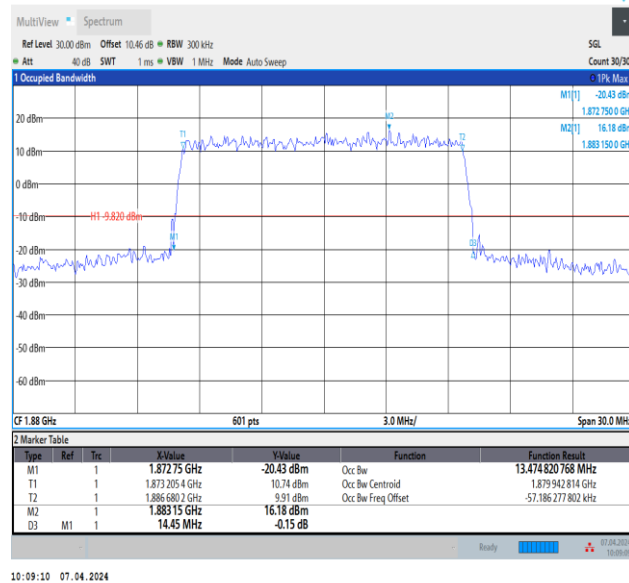 MultiView Spectrum
Ref Level 30.00 dBm Offset 10.46 dB RBW 300 kHz SGL
Att 40 dB SWT 1 ms VBW 1 MHz Mode Auto Sweep Count 30/30
1 Occupied Bandwidth 1Pk Max
M1[1] -20.43 dBm
1.872 750 0 GH
M2[1] 16.18 dBm
1.883 150 0 GH
M2
20 dBm
T1 T2
10 dBm
0 dBm
-10 dBm H1 -9.820 dBm
M1 D3
-20 dBm
-30 dBm
-40 dBm
-50 dBm
-60 dBm
CF 1.88 GHz 601 pts 3.0 MHz/ Span 30.0 MHz
2 Marker Table
Type Ref Trc X-Value Y-Value Function Function Result
M1 1 1.872 75 GHz -20.43 dBm Occ Bw 13.474 820 768 MHz
T1 1 1.873 205 4 GHz 10.74 dBm Occ Bw Centroid 1.879 942 814 GHz
T2 1 1.886 680 2 GHz 9.91 dBm Occ Bw Freq Offset -57.186 277 802 kHz
M2 1 1.883 15 GHz 16.18 dBm
D3 M1 1 14.45 MHz -0.15 dB
Ready 07.04.2024
10:09:09
10:09:10 07.04.2024